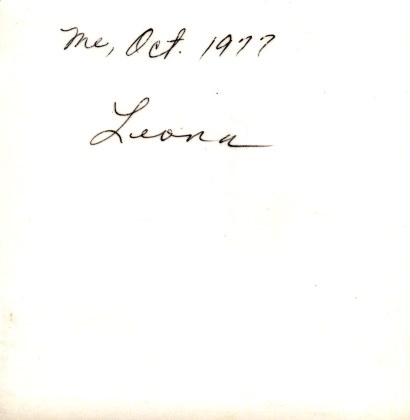 Me, Oct. 1977
Leona